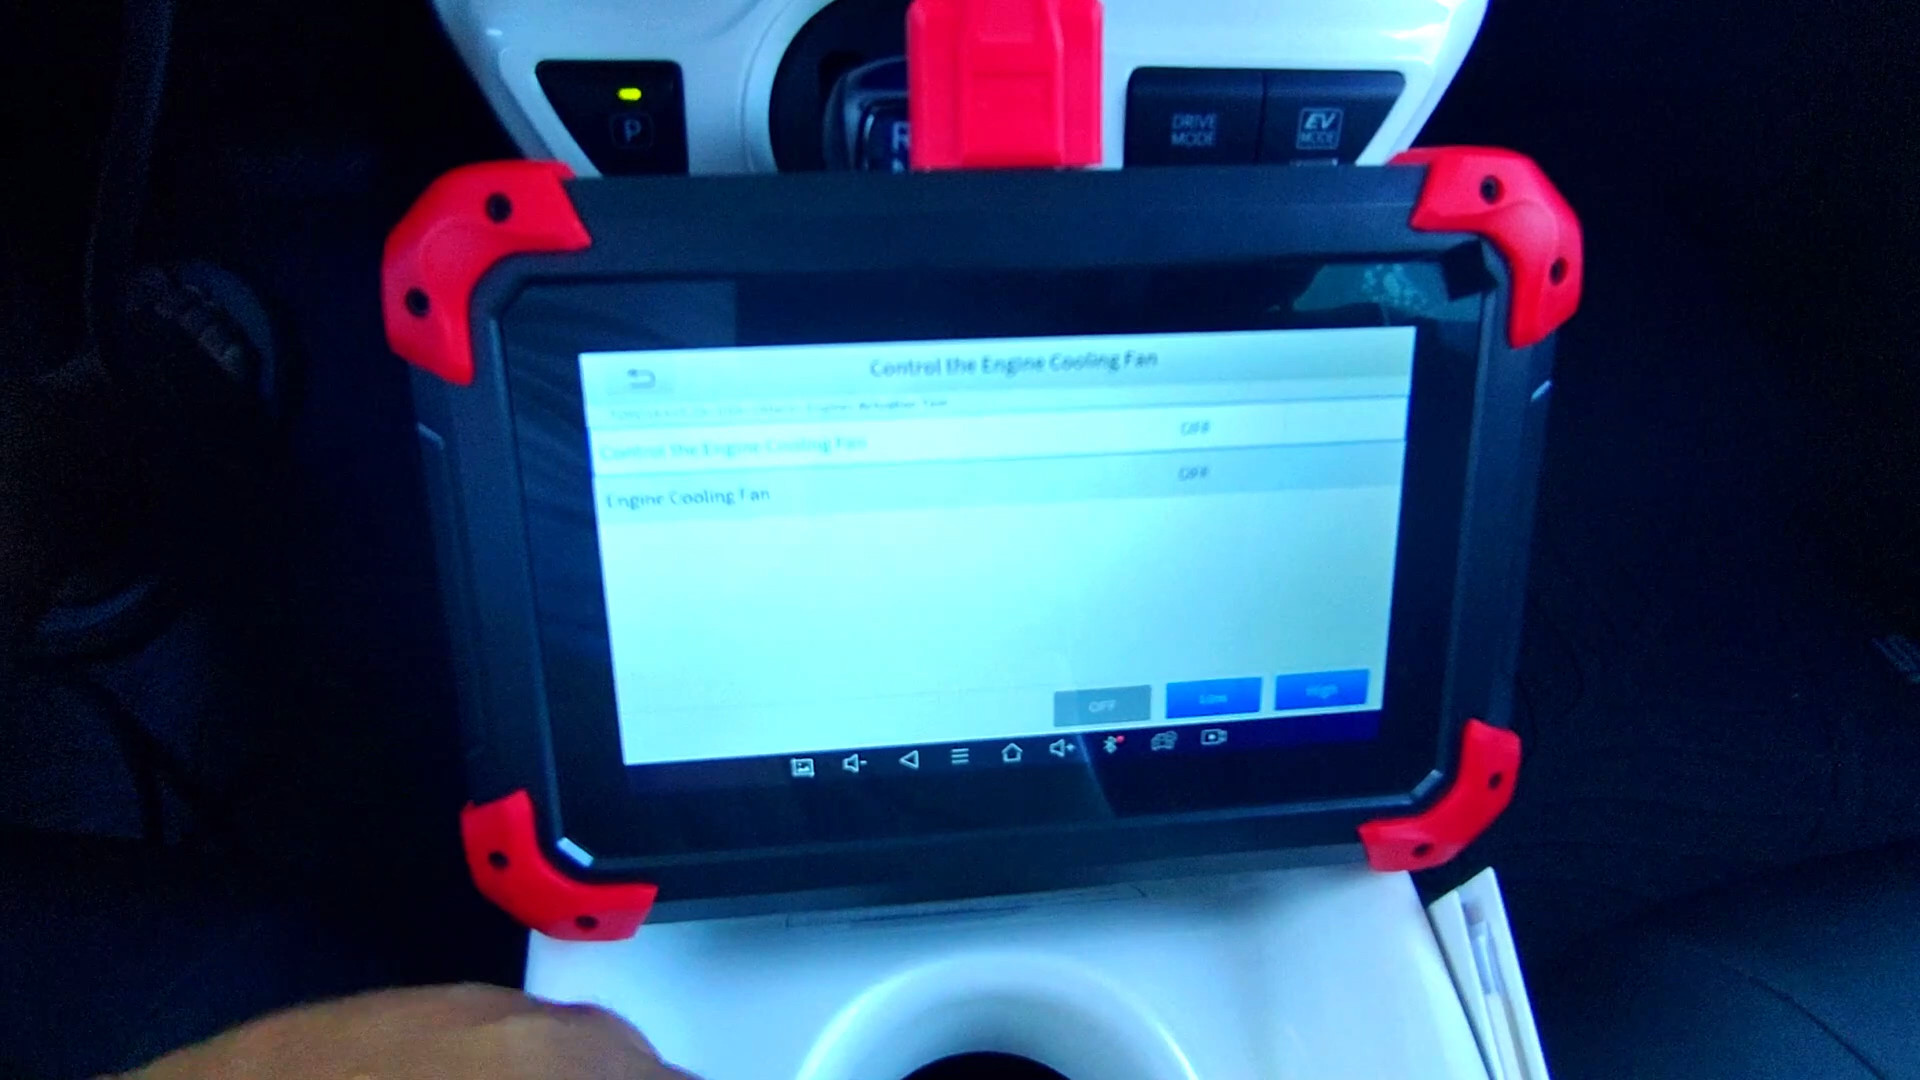 P
R
DRIVE
MODE
EV
MODE
Control the Engine Cooling Fan
Control the Engine Cooling Fan OFF
Engine Cooling Fan OFF
OFF Low High